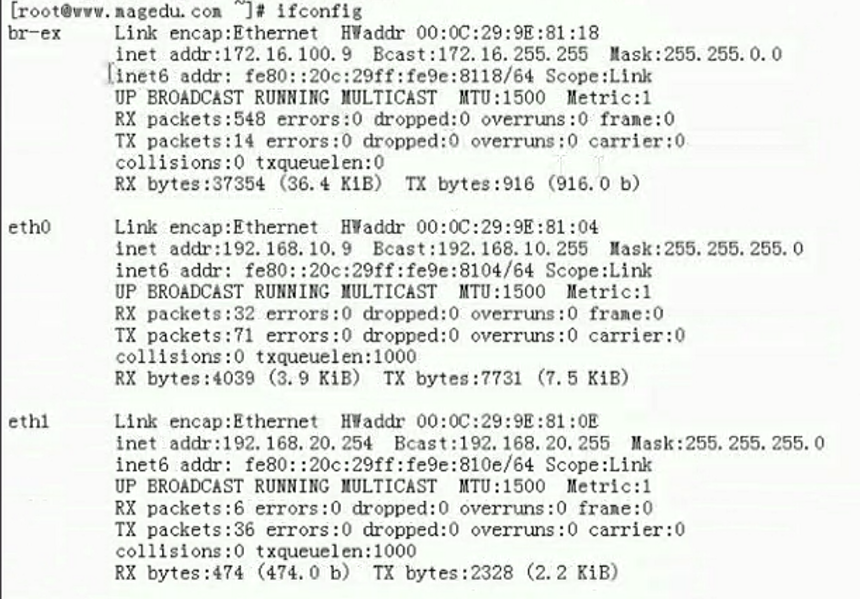 [root@www.magedu.com ~]# ifconfig
br-ex Link encap:Ethernet HWaddr 00:0C:29:9E:81:18
inet addr:172.16.100.9 Bcast:172.16.255.255 Mask:255.255.0.0
inet6 addr: fe80::20c:29ff:fe9e:8118/64 Scope:Link
UP BROADCAST RUNNING MULTICAST MTU:1500 Metric:1
RX packets:548 errors:0 dropped:0 overruns:0 frame:0
TX packets:14 errors:0 dropped:0 overruns:0 carrier:0
collisions:0 txqueuelen:0
RX bytes:37354 (36.4 KiB) TX bytes:916 (916.0 b)
eth0 Link encap:Ethernet HWaddr 00:0C:29:9E:81:04
inet addr:192.168.10.9 Bcast:192.168.10.255 Mask:255.255.255.0
inet6 addr: fe80::20c:29ff:fe9e:8104/64 Scope:Link
UP BROADCAST RUNNING MULTICAST MTU:1500 Metric:1
RX packets:32 errors:0 dropped:0 overruns:0 frame:0
TX packets:71 errors:0 dropped:0 overruns:0 carrier:0
collisions:0 txqueuelen:1000
RX bytes:4039 (3.9 KiB) TX bytes:7731 (7.5 KiB)
eth1 Link encap:Ethernet HWaddr 00:0C:29:9E:81:0E
inet addr:192.168.20.254 Bcast:192.168.20.255 Mask:255.255.255.0
inet6 addr: fe80::20c:29ff:fe9e:810e/64 Scope:Link
UP BROADCAST RUNNING MULTICAST MTU:1500 Metric:1
RX packets:6 errors:0 dropped:0 overruns:0 frame:0
TX packets:36 errors:0 dropped:0 overruns:0 carrier:0
collisions:0 txqueuelen:1000
RX bytes:474 (474.0 b) TX bytes:2328 (2.2 KiB)